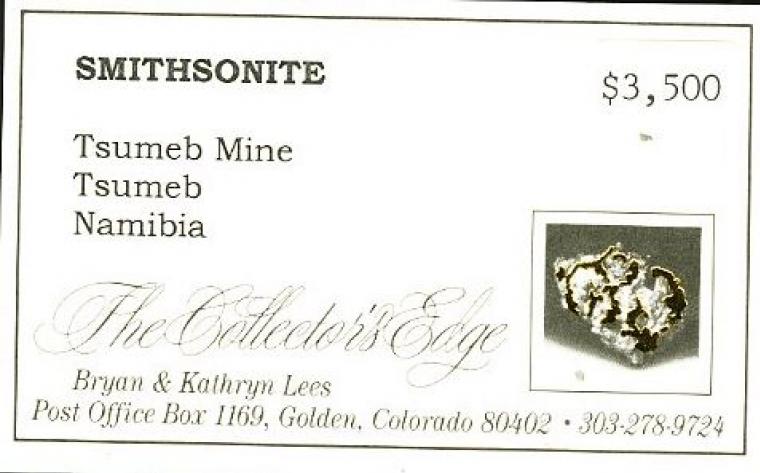 SMITHSONITE
$3,500
Tsumeb Mine
Tsumeb
Namibia
The Collector's Edge
Bryan & Kathryn Lees
Post Office Box 1169, Golden, Colorado 80402 • 303-278-9724